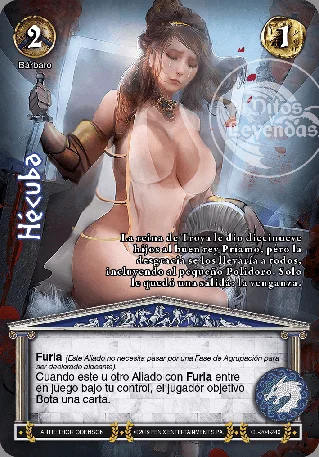 2
1
Bárbaro
Mitos
Leyendas
Hécuba
La reina de Troya le dio diecinueve
hijos al buen rey Príamo, pero la
desgracia se los llevaría a todos,
incluyendo al pequeño Polidoro. Solo
le quedó una salida: la venganza.
Furia (Este Aliado no necesita pasar por una Fase de Agrupación para
ser declarado atacante).
Cuando este u otro Aliado con Furia entre
en juego bajo tu control, el jugador objetivo
Bota una carta.